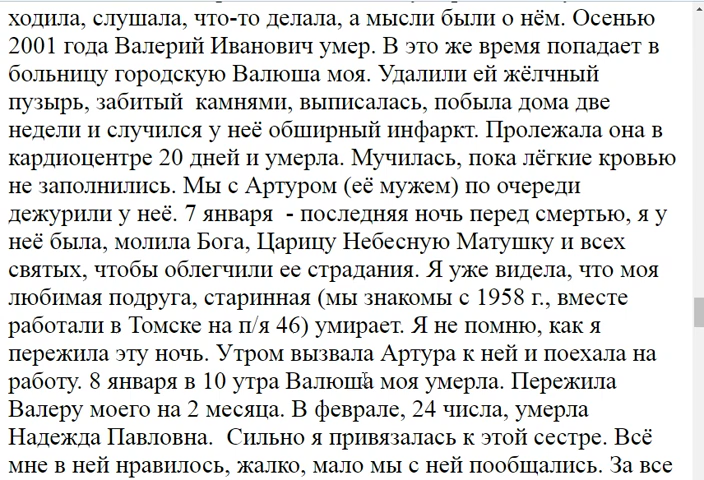 ходила, слушала, что-то делала, а мысли были о нём. Осенью
2001 года Валерий Иванович умер. В это же время попадает в
больницу городскую Валюша моя. Удалили ей жёлчный
пузырь, забитый  камнями, выписалась, побыла дома две
недели и случился у неё обширный инфаркт. Пролежала она в
кардиоцентре 20 дней и умерла. Мучилась, пока лёгкие кровью
не заполнились. Мы с Артуром (её мужем) по очереди
дежурили у неё. 7 января  - последняя ночь перед смертью, я у
неё была, молила Бога, Царицу Небесную Матушку и всех
святых, чтобы облегчили ее страдания. Я уже видела, что моя
любимая подруга, старинная (мы знакомы с 1958 г., вместе
работали в Томске на п/я 46) умирает. Я не помню, как я
пережила эту ночь. Утром вызвала Артура к ней и поехала на
работу. 8 января в 10 утра Валюша моя умерла. Пережила
Валеру моего на 2 месяца. В феврале, 24 числа, умерла
Надежда Павловна.  Сильно я привязалась к этой сестре. Всё
мне в ней нравилось, жалко, мало мы с ней пообщались. За все